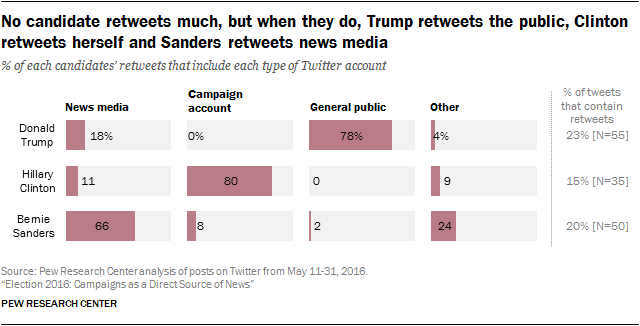 No candidate retweets much, but when they do, Trump retweets the public, Clinton
retweets herself and Sanders retweets news media
% of each candidates' retweets that include each type of Twitter account
News media Campaign account General public Other % of tweets that contain retweets
Donald Trump 18% 0% 78% 4% 23% [N=55]
Hillary Clinton 11 80 0 9 15% [N=35]
Bernie Sanders 66 8 2 24 20% [N=50]
Source: Pew Research Center analysis of posts on Twitter from May 11-31, 2016.
"Election 2016: Campaigns as a Direct Source of News"
PEW RESEARCH CENTER